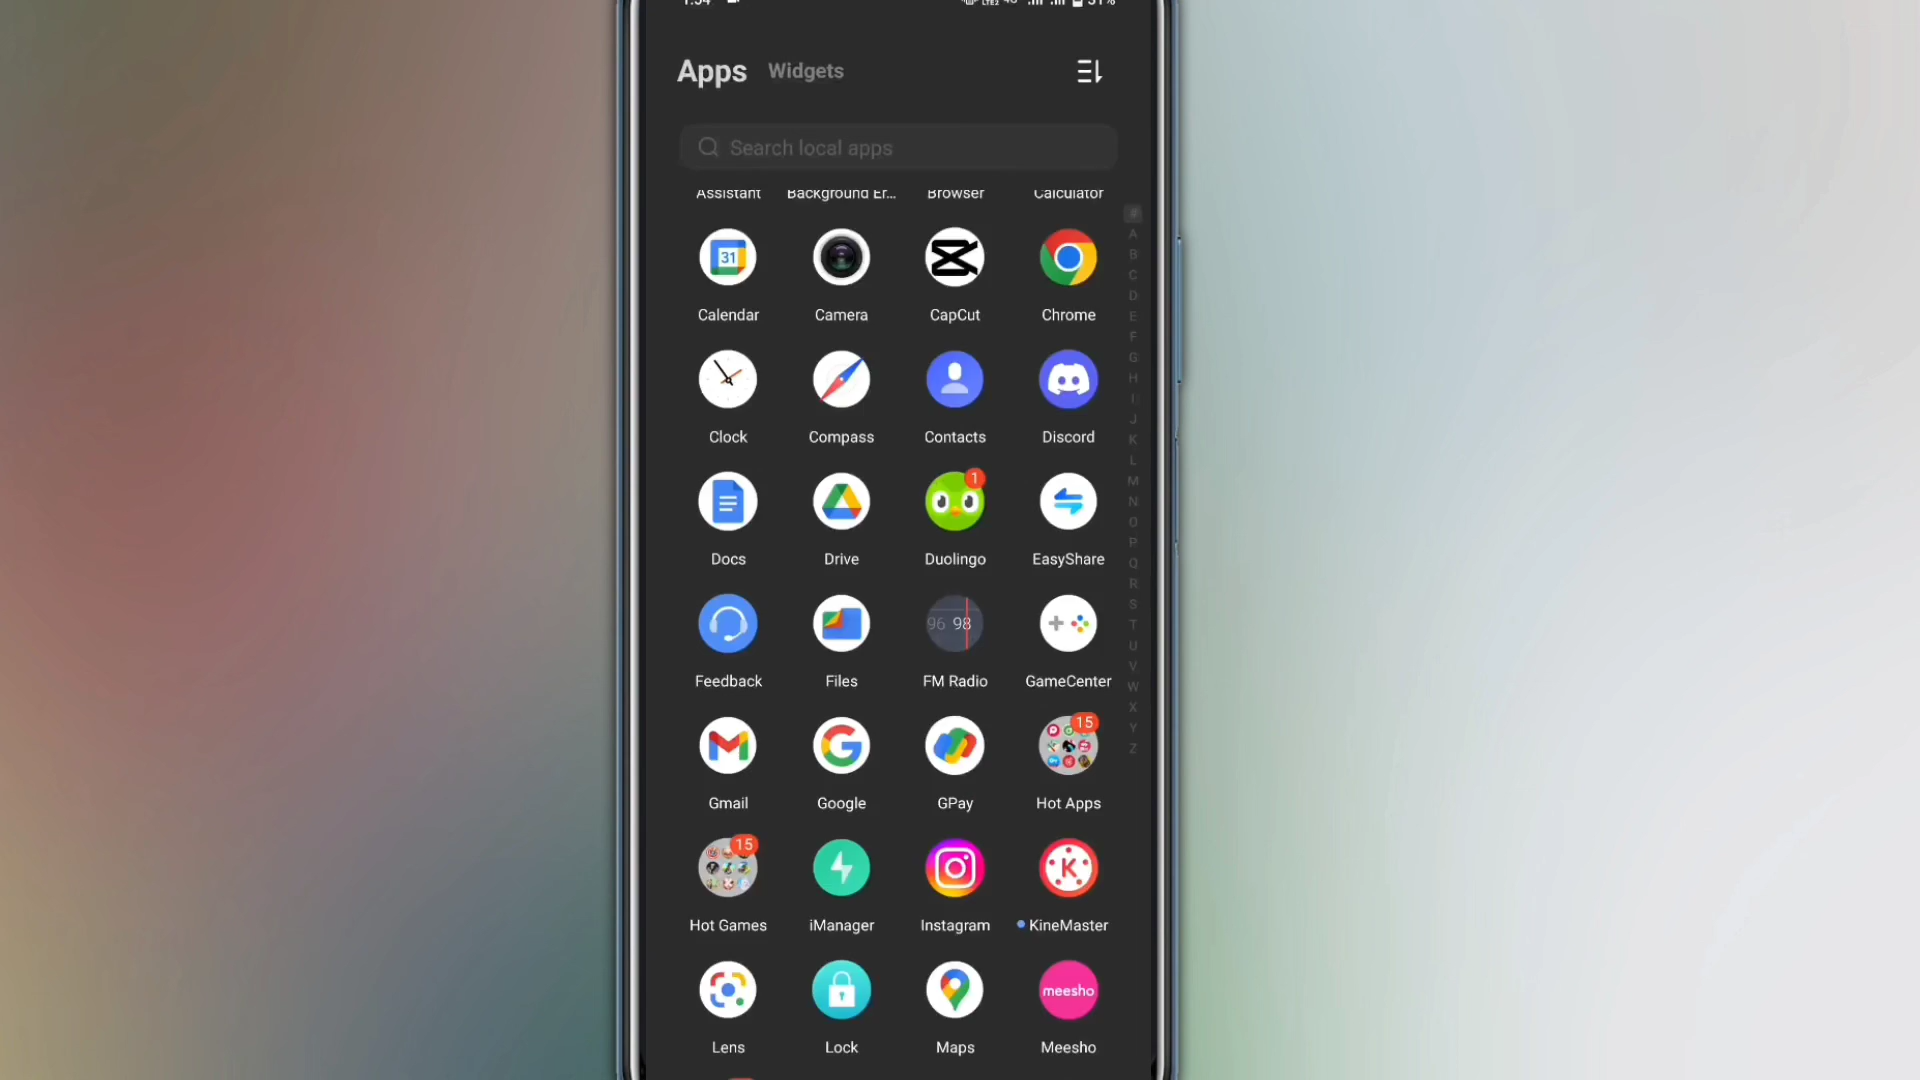 Apps Widgets
Search local apps
Assistant Background Er... Browser Calculator
31
Calendar Camera CapCut Chrome
Clock Compass Contacts Discord
1
Docs Drive Duolingo EasyShare
96 98
Feedback Files FM Radio GameCenter
15
Gmail Google GPay Hot Apps
15
K
Hot Games iManager Instagram KineMaster
meesho
Lens Lock Maps Meesho
#
A
B
C
D
E
F
G
H
I
J
K
L
M
N
O
P
Q
R
S
T
U
V
W
X
Y
Z